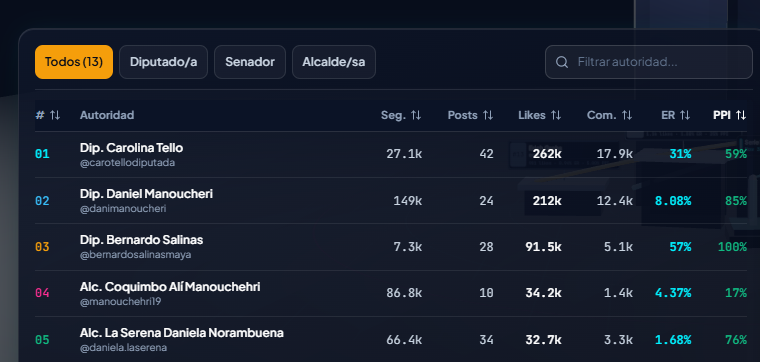 Todos (13) Diputado/a Senador Alcalde/sa Filtrar autoridad...
# ↑↓ Autoridad Seg. ↑↓ Posts ↑↓ Likes ↑↓ Com. ↑↓ ER ↑↓ PPI ↑↓
01 Dip. Carolina Tello 27.1k 42 262k 17.9k 31% 59%
@carotellodiputada
02 Dip. Daniel Manoucheri 149k 24 212k 12.4k 8.08% 85%
@danimanoucheri
03 Dip. Bernardo Salinas 7.3k 28 91.5k 5.1k 57% 100%
@bernardosalinasmaya
04 Alc. Coquimbo Alí Manouchehri 86.8k 10 34.2k 1.4k 4.37% 17%
@manouchehri19
05 Alc. La Serena Daniela Norambuena 66.4k 34 32.7k 3.3k 1.68% 76%
@daniela.laserena